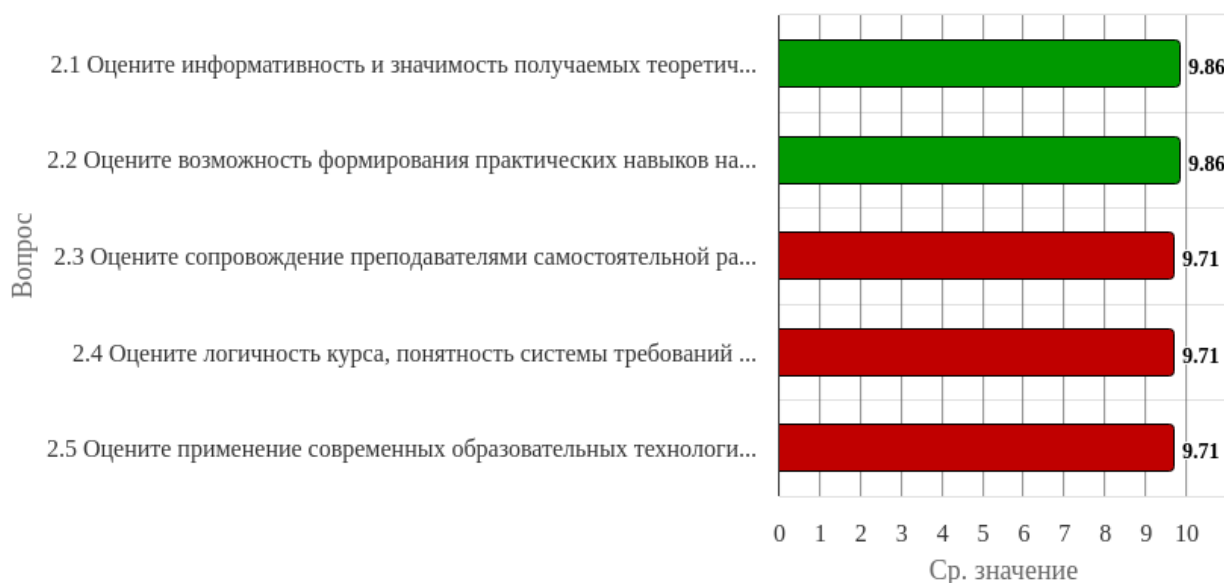 2.1 Оцените информативность и значимость получаемых теоретич... 9.86
2.2 Оцените возможность формирования практических навыков на... 9.86
2.3 Оцените сопровождение преподавателями самостоятельной ра... 9.71
2.4 Оцените логичность курса, понятность системы требований ... 9.71
2.5 Оцените применение современных образовательных технологи... 9.71
Вопрос
0 1 2 3 4 5 6 7 8 9 10
Ср. значение